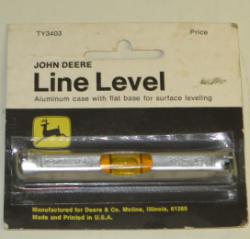 TY3403 Price
JOHN DEERE
Line Level
Aluminum case with flat base for surface leveling
Manufactured for Deere & Co. Moline, Illinois, 61265
Made and Printed in U.S.A.